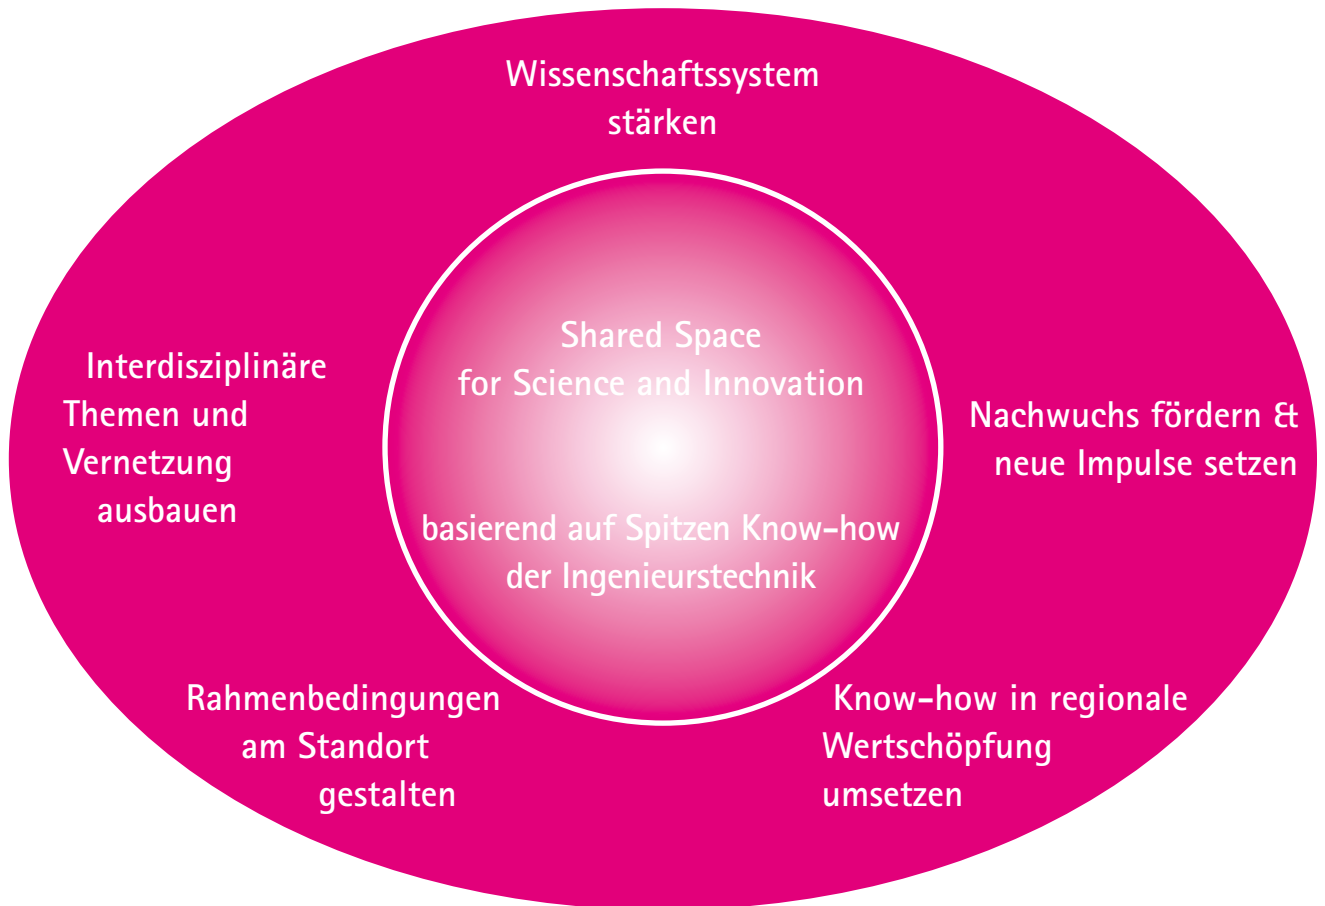 Wissenschaftssystem
stärken
Shared Space
for Science and Innovation
basierend auf Spitzen Know-how
der Ingenieurstechnik
Interdisziplinäre
Themen und
Vernetzung
ausbauen
Nachwuchs fördern &
neue Impulse setzen
Rahmenbedingungen
am Standort
gestalten
Know-how in regionale
Wertschöpfung
umsetzen